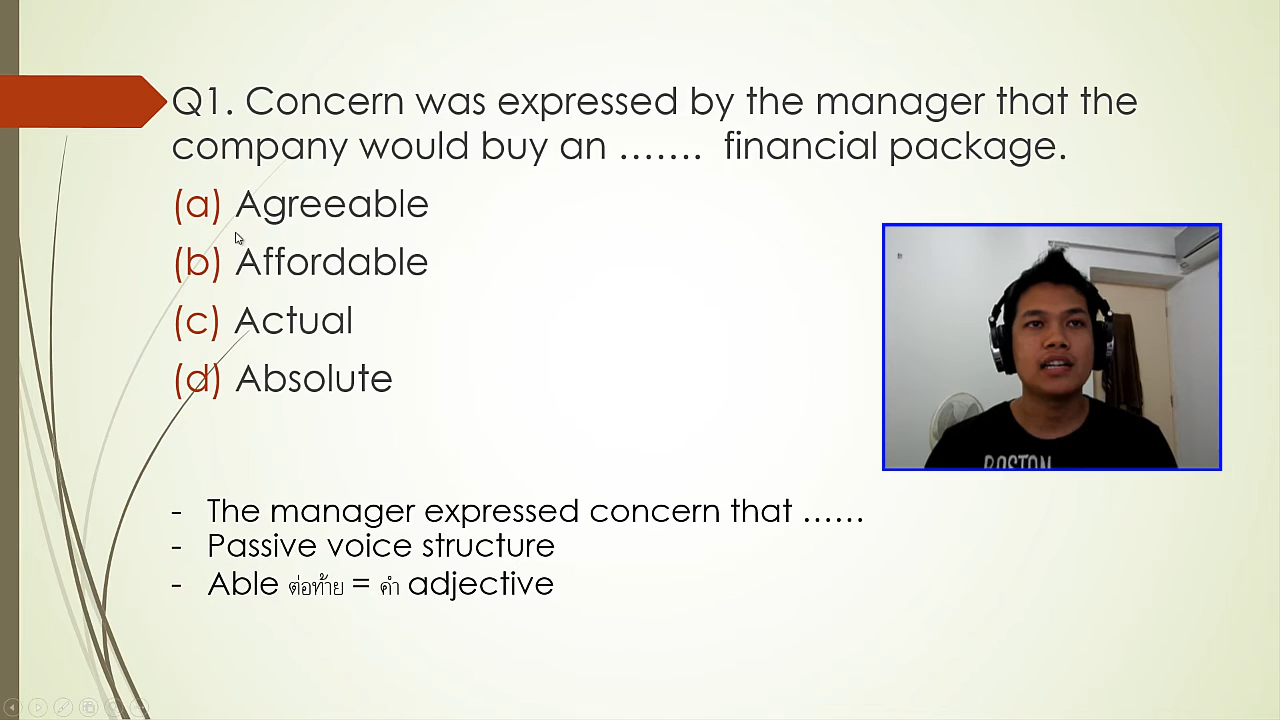 Q1. Concern was expressed by the manager that the
company would buy an ……. financial package.
(a) Agreeable
(b) Affordable
(c) Actual
(d) Absolute
BOSTON
- The manager expressed concern that ……
- Passive voice structure
- Able ต่อท้าย = คำ adjective